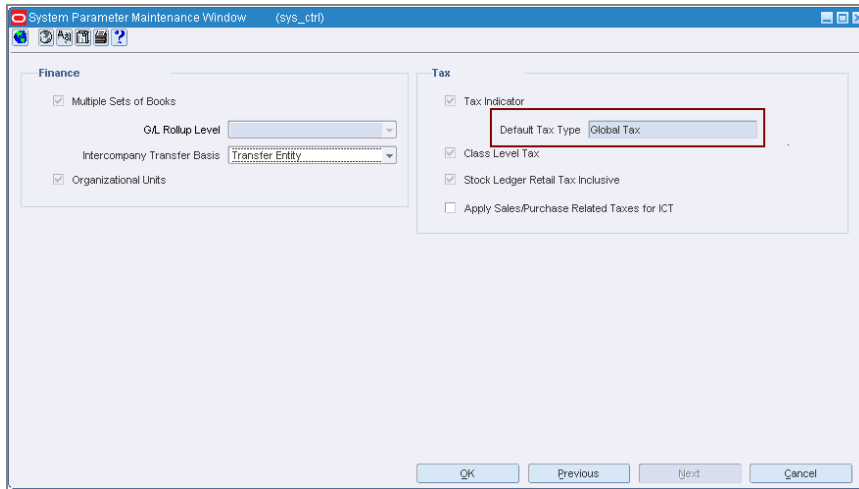 System Parameter Maintenance Window (sys_ctrl)
Finance
Multiple Sets of Books
G/L Rollup Level
Intercompany Transfer Basis Transfer Entity
Organizational Units
Tax
Tax Indicator
Default Tax Type Global Tax
Class Level Tax
Stock Ledger Retail Tax Inclusive
Apply Sales/Purchase Related Taxes for ICT
OK Previous Next Cancel